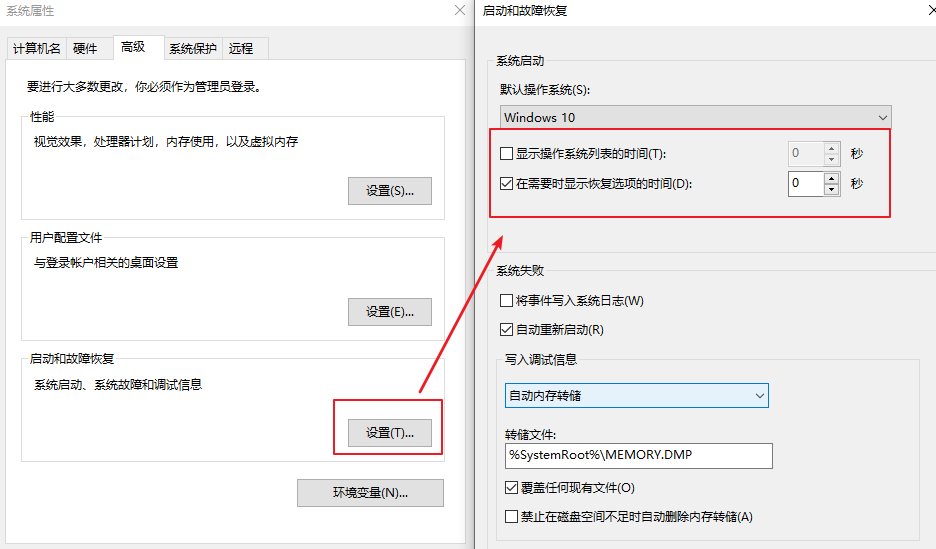 系统属性
计算机名 硬件 高级 系统保护 远程
要进行大多数更改，你必须作为管理员登录。
性能
视觉效果，处理器计划，内存使用，以及虚拟内存
设置(S)...
用户配置文件
与登录帐户相关的桌面设置
设置(E)...
启动和故障恢复
系统启动、系统故障和调试信息
设置(T)...
环境变量(N)...
启动和故障恢复
系统启动
默认操作系统(S):
Windows 10
显示操作系统列表的时间(T): 0 秒
在需要时显示恢复选项的时间(D): 0 秒
系统失败
将事件写入系统日志(W)
自动重新启动(R)
写入调试信息
自动内存转储
转储文件:
%SystemRoot%\MEMORY.DMP
覆盖任何现有文件(O)
禁止在磁盘空间不足时自动删除内存转储(A)